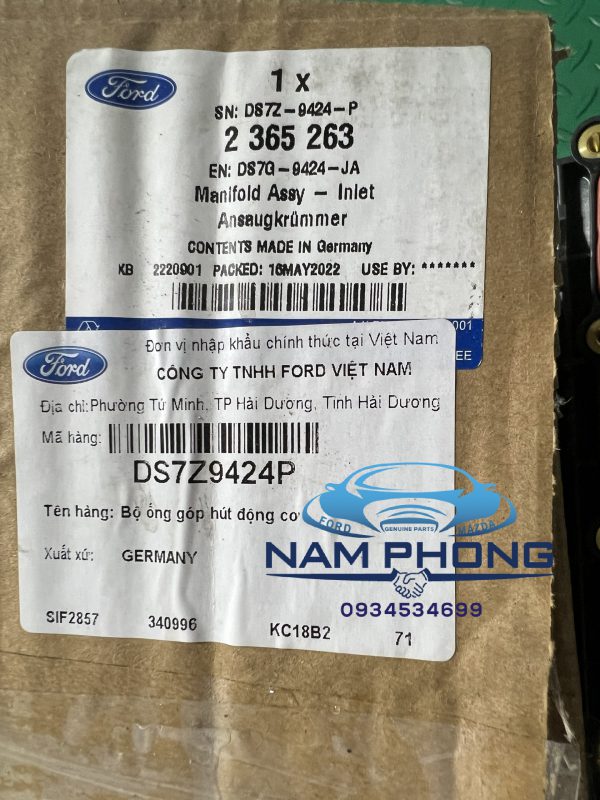 Ford
1 x
SN: DS7Z-9424-P
2 365 263
EN: DS7G-9424-JA
Manifold Assy - Inlet
Ansaugkrümmer
CONTENTS MADE IN Germany
KB 2220901 PACKED: 16MAY2022 USE BY: *******
001
EE
Ford
Đơn vị nhập khẩu chính thức tại Việt Nam
CÔNG TY TNHH FORD VIỆT NAM
Địa chỉ:Phường Tứ Minh, TP Hải Dương, Tỉnh Hải Dương
Mã hàng:
DS7Z9424P
Tên hàng: Bộ ống góp hút động cơ
Xuất xứ: GERMANY
SIF2857 340996 KC18B2 71
FORD GENUINE PARTS MAZDA
NAM PHONG
0934534699